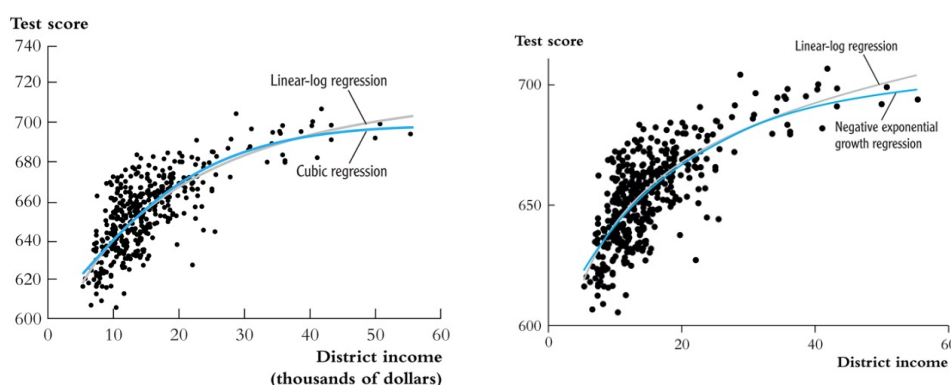 Test score
740
720
700
680
660
640
620
600
Linear-log regression
Cubic regression
0 10 20 30 40 50 60
District income
(thousands of dollars)
Test score
700
650
600
Linear-log regression
Negative exponential
growth regression
0 20 40 60
District income